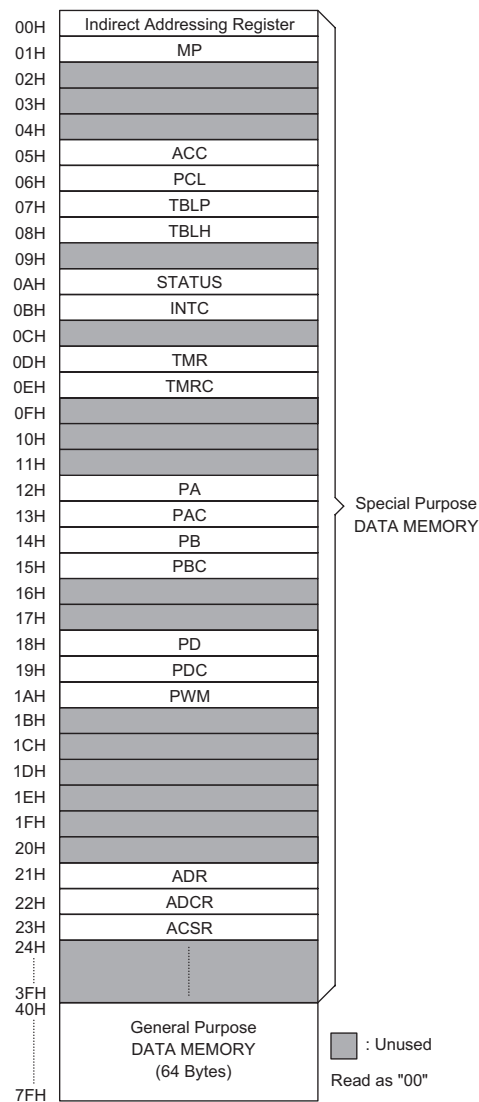 00H Indirect Addressing Register
01H MP
02H
03H
04H
05H ACC
06H PCL
07H TBLP
08H TBLH
09H
0AH STATUS
0BH INTC
0CH
0DH TMR
0EH TMRC
0FH
10H
11H
12H PA
13H PAC
14H PB
15H PBC
16H
17H
18H PD
19H PDC
1AH PWM
1BH
1CH
1DH
1EH
1FH
20H
21H ADR
22H ADCR
23H ACSR
24H
3FH
40H
7FH
General Purpose
DATA MEMORY
(64 Bytes)
Special Purpose
DATA MEMORY
: Unused
Read as "00"